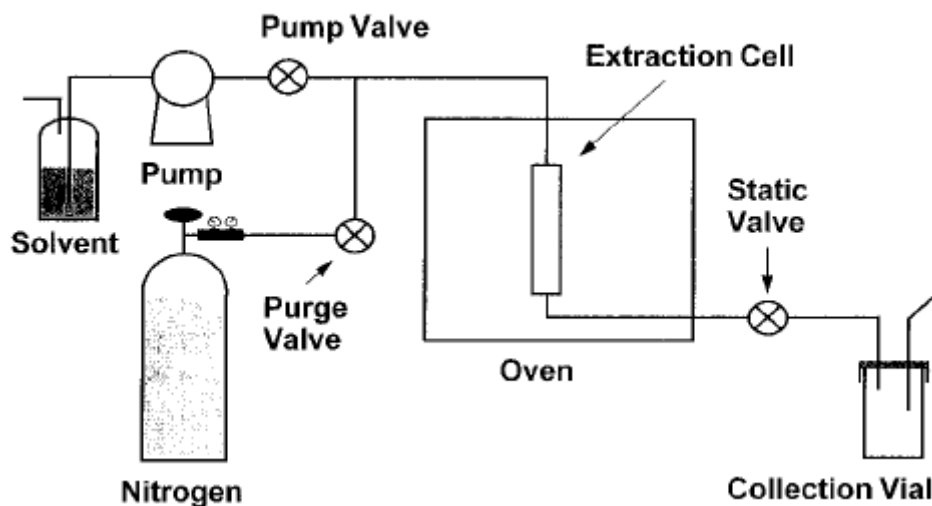 Pump Valve
Extraction Cell
Pump
Static
Valve
Solvent
Purge
Valve
Oven
Nitrogen
Collection Vial